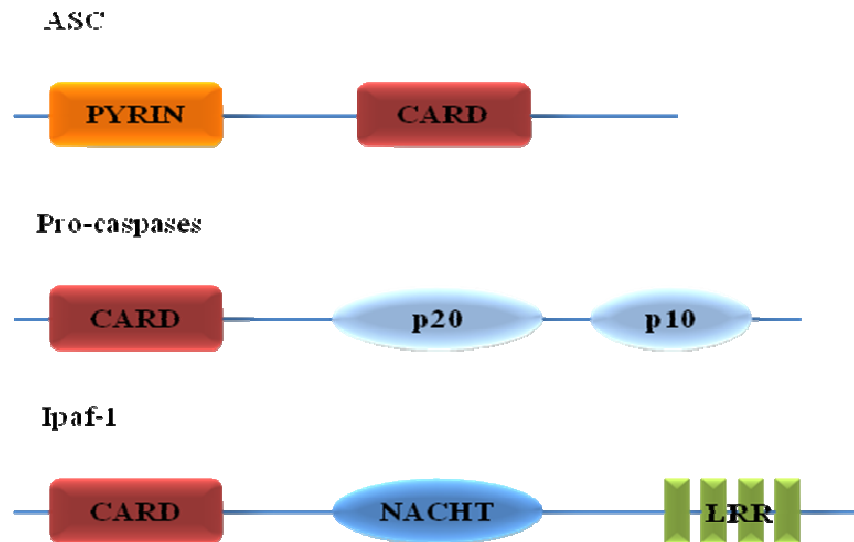 ASC
PYRIN CARD
Pro-caspases
CARD p20 p10
Ipaf-1
CARD NACHT LRR